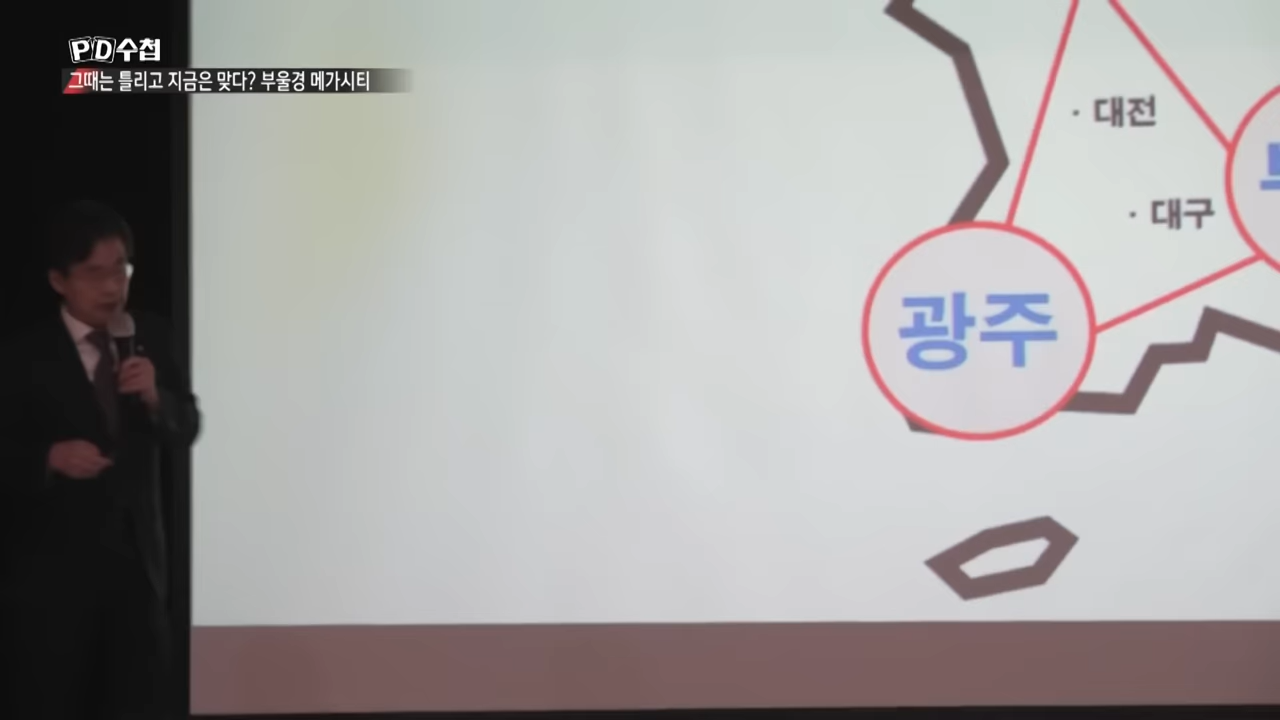 PD수첩
그때는 틀리고 지금은 맞다? 부울경 메가시티
· 대전
· 대구
광주